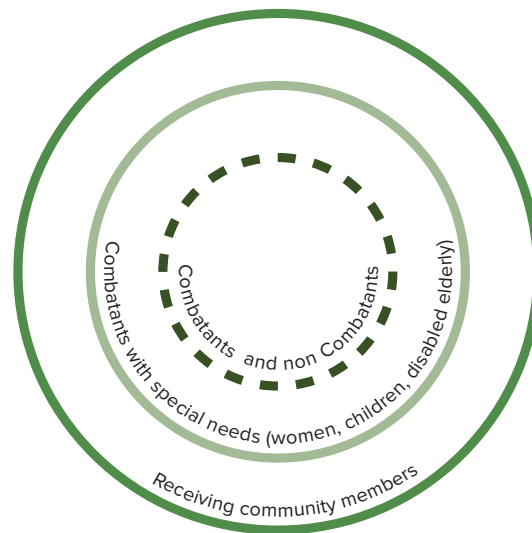 Combatants and non Combatants
Combatants with special needs (women, children, disabled elderly)
Receiving community members